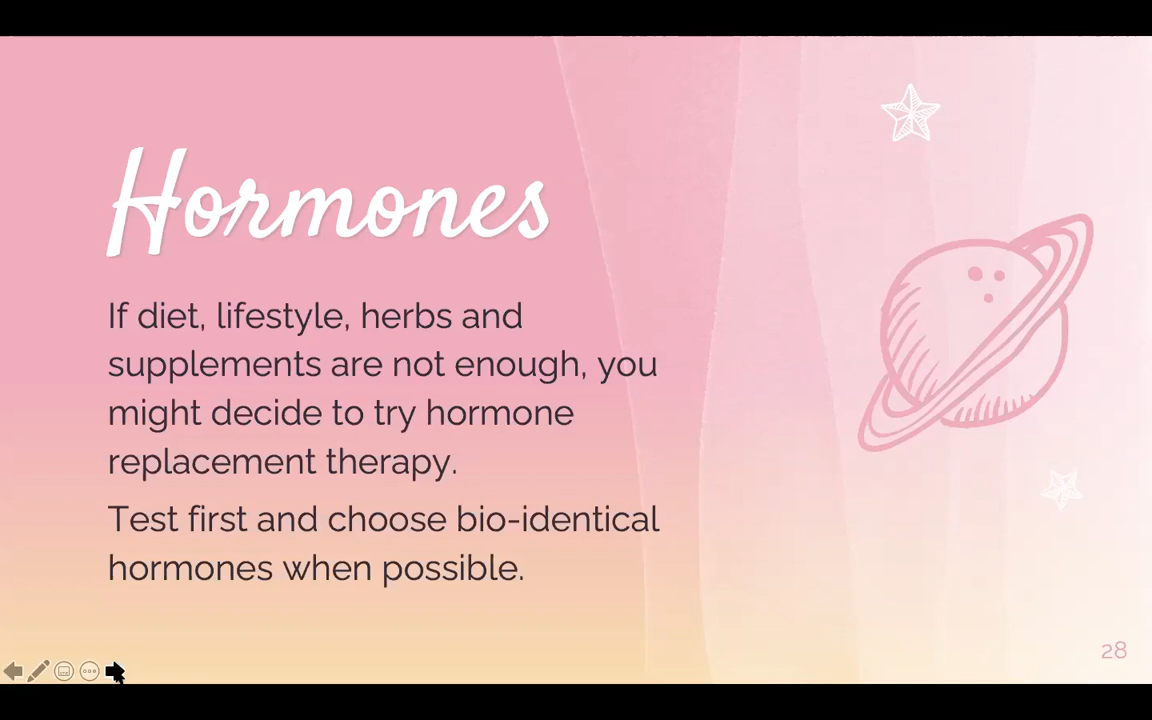 Hormones
If diet, lifestyle, herbs and
supplements are not enough, you
might decide to try hormone
replacement therapy.
Test first and choose bio-identical
hormones when possible.
28